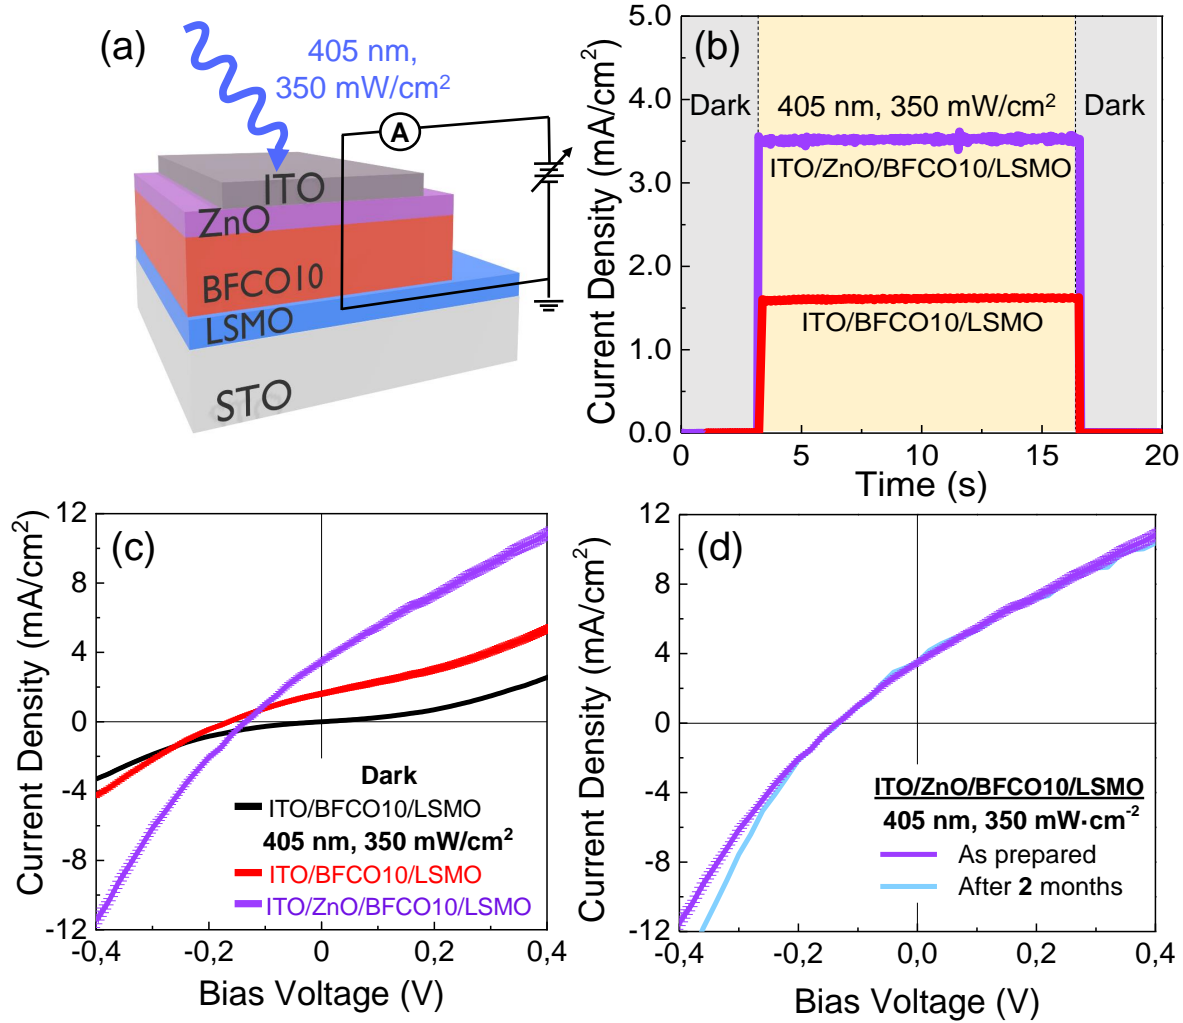 (a)
405 nm,
350 mW/cm²
A
ITO
ZnO
BFCO10
LSMO
STO
(b)
5.0
4.0
3.0
2.0
1.0
0.0
Current Density (mA/cm²)
Dark
405 nm, 350 mW/cm²
Dark
ITO/ZnO/BFCO10/LSMO
ITO/BFCO10/LSMO
0 5 10 15 20
Time (s)
(c)
12
8
4
0
-4
-8
-12
Current Density (mA/cm²)
Dark
ITO/BFCO10/LSMO
405 nm, 350 mW/cm²
ITO/BFCO10/LSMO
ITO/ZnO/BFCO10/LSMO
-0,4 -0,2 0 0,2 0,4
Bias Voltage (V)
(d)
12
8
4
0
-4
-8
-12
Current Density (mA/cm²)
ITO/ZnO/BFCO10/LSMO
405 nm, 350 mW·cm⁻²
As prepared
After 2 months
-0,4 -0,2 0,0 0,2 0,4
Bias Voltage (V)